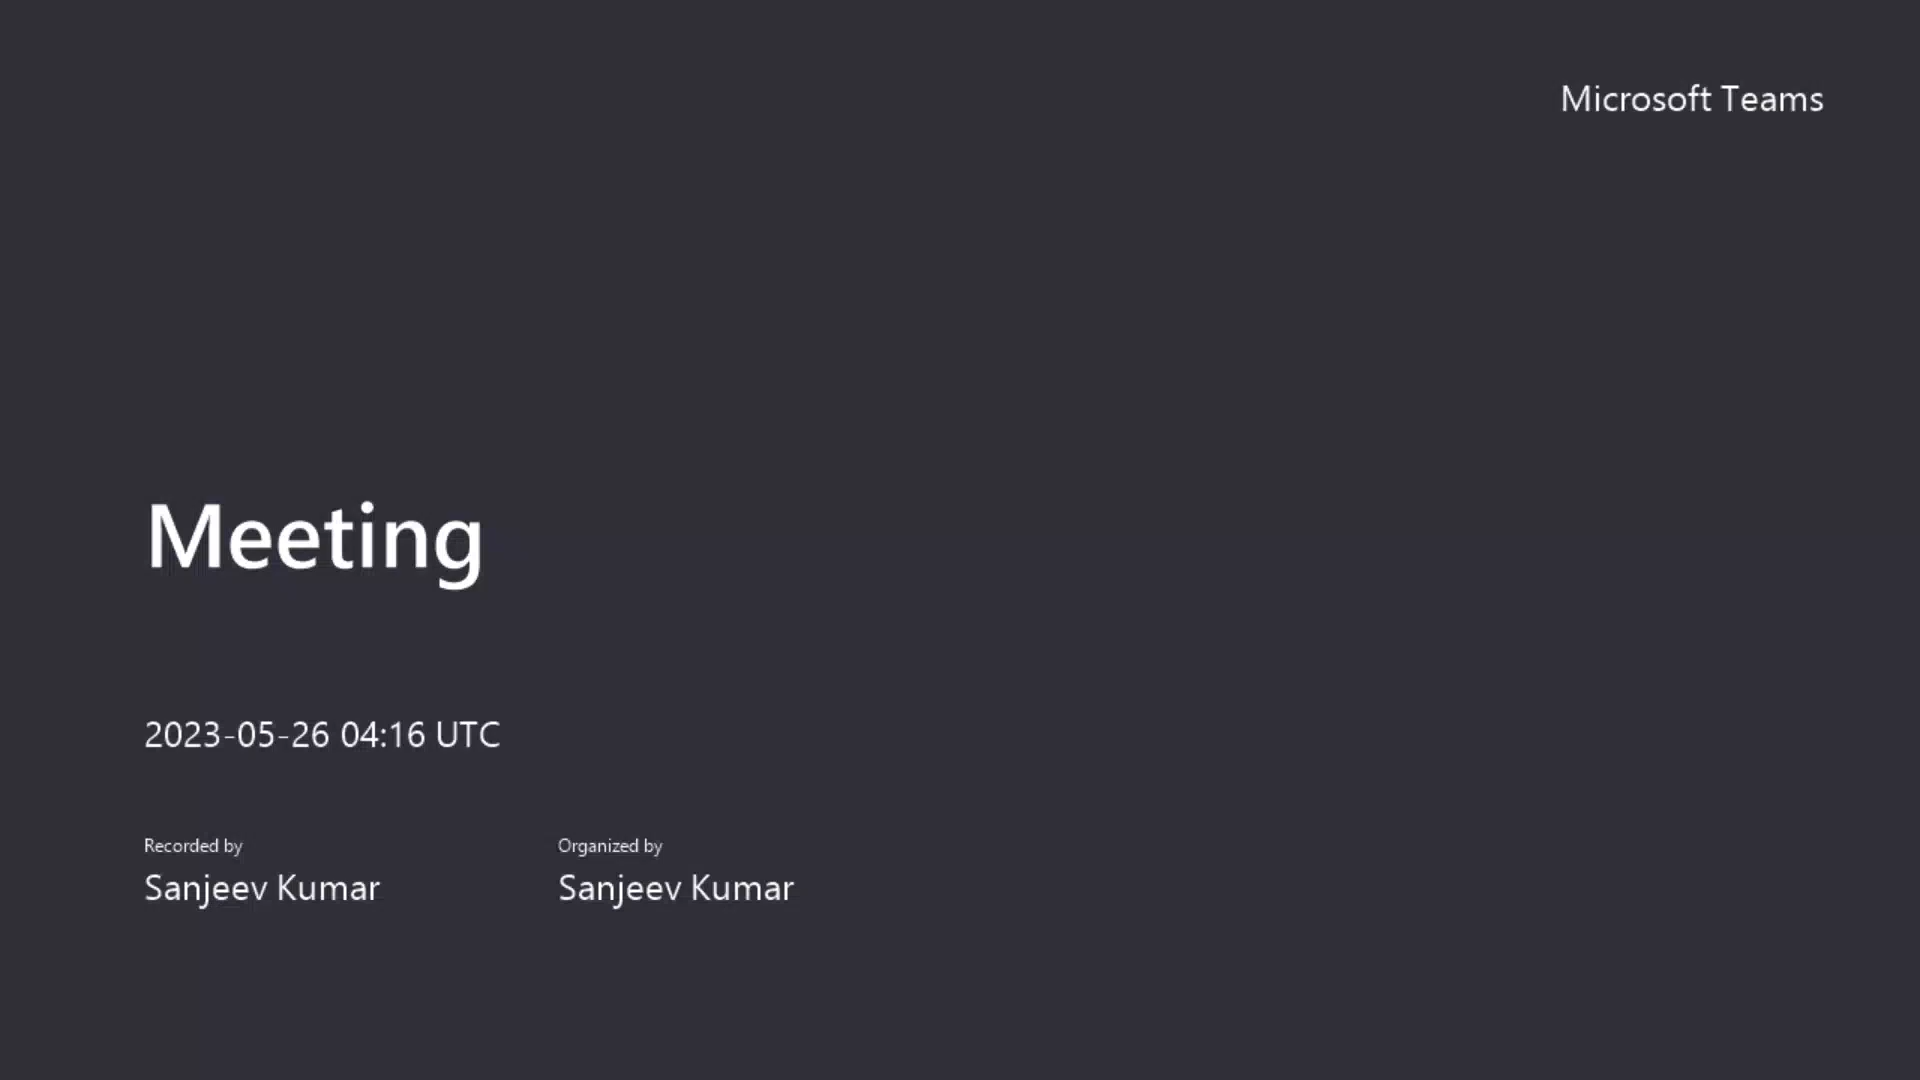 Microsoft Teams
Meeting
2023-05-26 04:16 UTC
Recorded by
Sanjeev Kumar
Organized by
Sanjeev Kumar